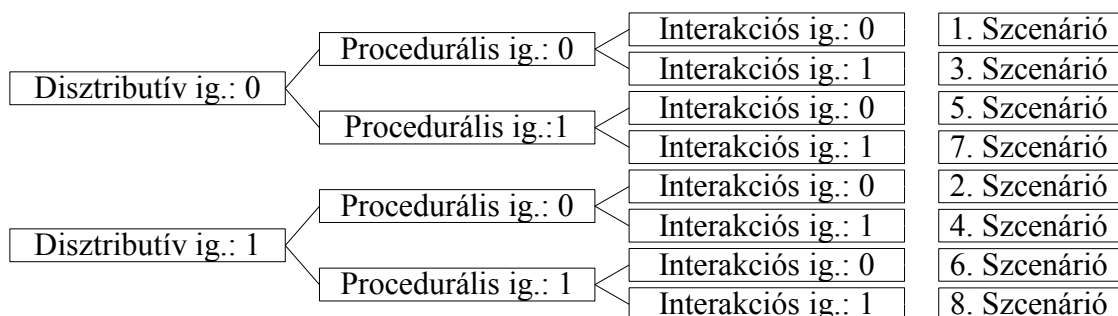 Interakciós ig.: 0 1. Szcenárió
Procedurális ig.: 0
Interakciós ig.: 1 3. Szcenárió
Disztributív ig.: 0
Interakciós ig.: 0 5. Szcenárió
Procedurális ig.:1
Interakciós ig.: 1 7. Szcenárió
Interakciós ig.: 0 2. Szcenárió
Procedurális ig.: 0
Interakciós ig.: 1 4. Szcenárió
Disztributív ig.: 1
Interakciós ig.: 0 6. Szcenárió
Procedurális ig.: 1
Interakciós ig.: 1 8. Szcenárió